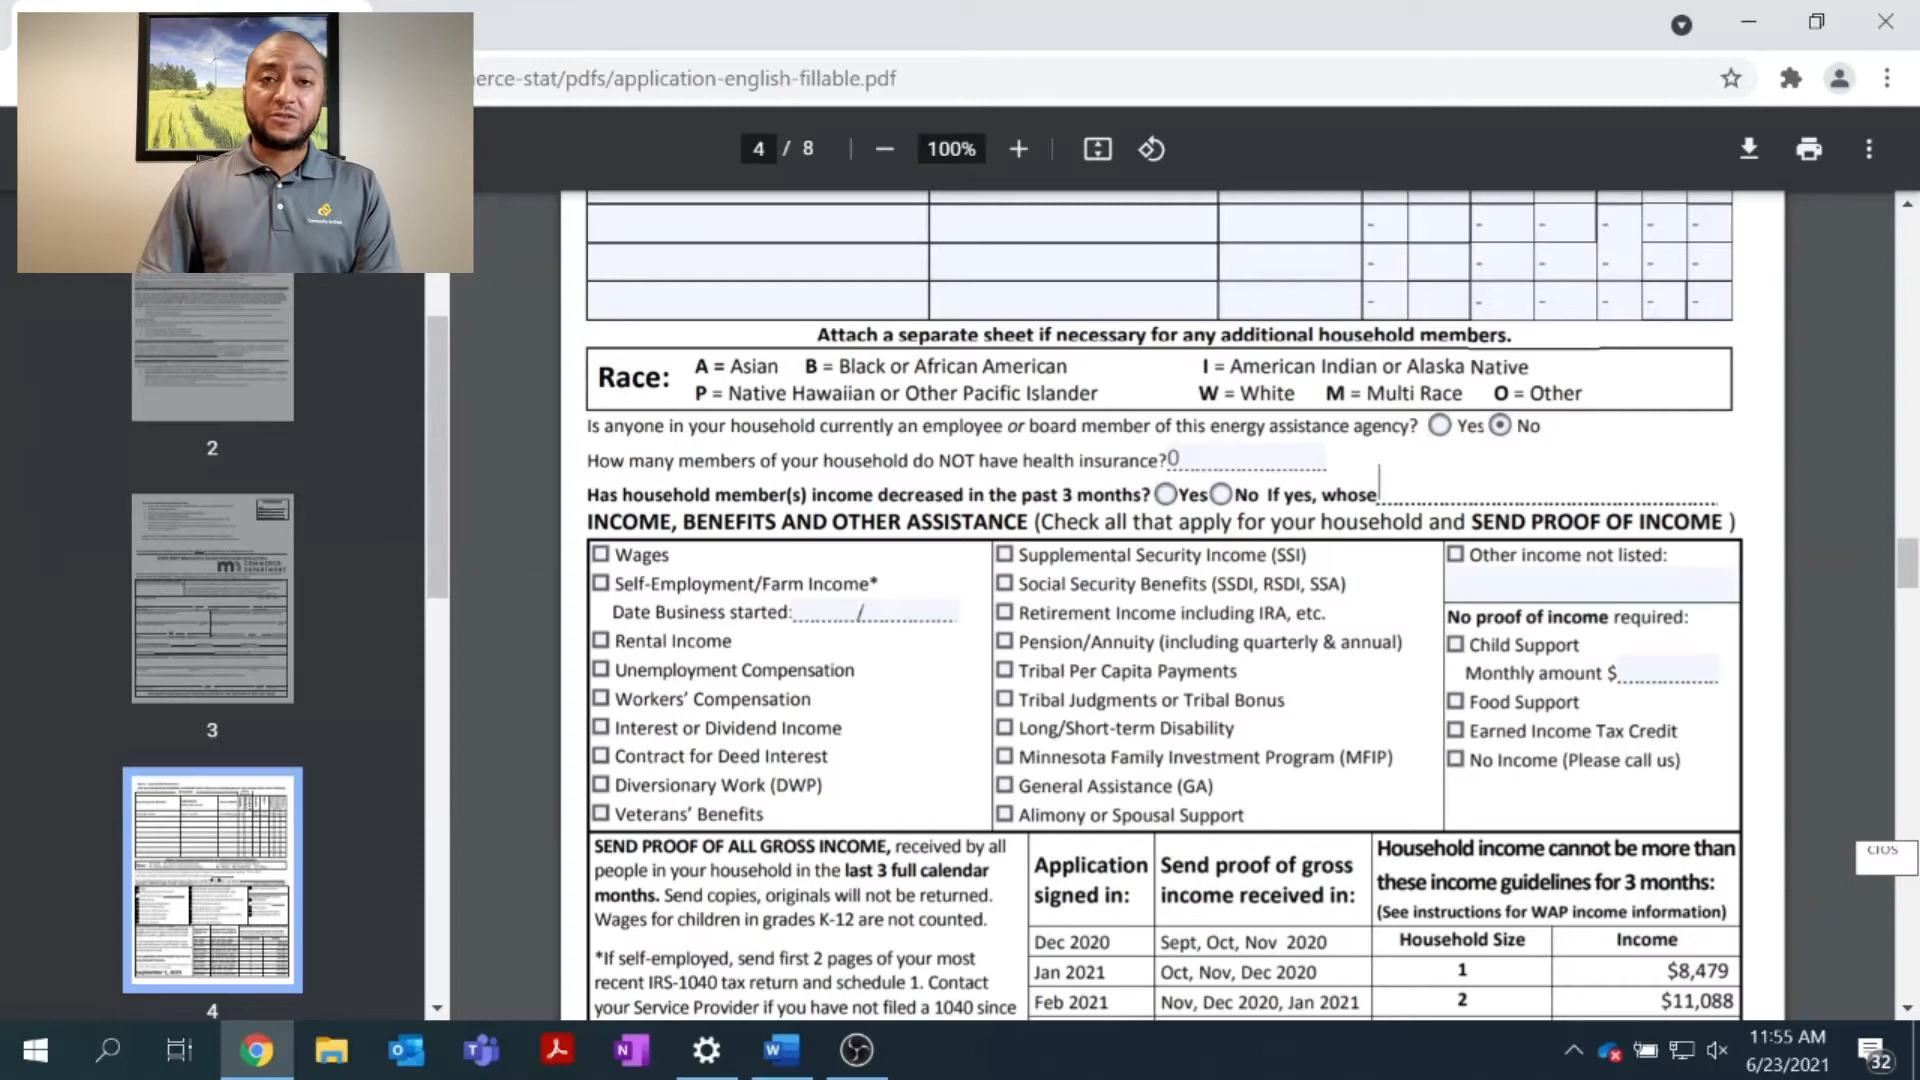 erce-stat/pdfs/application-english-fillable.pdf
4 / 8
100%
2
3
4
Attach a separate sheet if necessary for any additional household members.
Race: A = Asian B = Black or African American I = American Indian or Alaska Native
P = Native Hawaiian or Other Pacific Islander W = White M = Multi Race O = Other
Is anyone in your household currently an employee or board member of this energy assistance agency? Yes No
How many members of your household do NOT have health insurance? 0
Has household member(s) income decreased in the past 3 months? Yes No If yes, whose
INCOME, BENEFITS AND OTHER ASSISTANCE (Check all that apply for your household and SEND PROOF OF INCOME )
Wages
Self-Employment/Farm Income*
Date Business started: /
Rental Income
Unemployment Compensation
Workers' Compensation
Interest or Dividend Income
Contract for Deed Interest
Diversionary Work (DWP)
Veterans' Benefits
Supplemental Security Income (SSI)
Social Security Benefits (SSDI, RSDI, SSA)
Retirement Income including IRA, etc.
Pension/Annuity (including quarterly & annual)
Tribal Per Capita Payments
Tribal Judgments or Tribal Bonus
Long/Short-term Disability
Minnesota Family Investment Program (MFIP)
General Assistance (GA)
Alimony or Spousal Support
Other income not listed:
No proof of income required:
Child Support
Monthly amount $
Food Support
Earned Income Tax Credit
No Income (Please call us)
SEND PROOF OF ALL GROSS INCOME, received by all
people in your household in the last 3 full calendar
months. Send copies, originals will not be returned.
Wages for children in grades K-12 are not counted.
*If self-employed, send first 2 pages of your most
recent IRS-1040 tax return and schedule 1. Contact
your Service Provider if you have not filed a 1040 since
Application
signed in:
Send proof of gross
income received in:
Dec 2020 Sept, Oct, Nov 2020
Jan 2021 Oct, Nov, Dec 2020
Feb 2021 Nov, Dec 2020, Jan 2021
Household income cannot be more than
these income guidelines for 3 months:
(See instructions for WAP income information)
Household Size Income
1 $8,479
2 $11,088
11:55 AM
6/23/2021
32